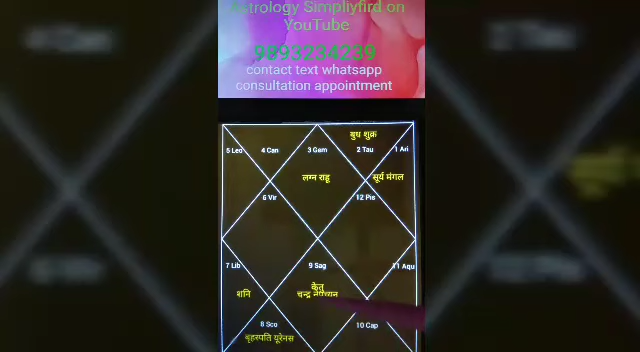 Astrology Simpliyfird on
YouTube
9893234239
contact text whatsapp
consultation appointment
बुध शुक्र
5 Leo
4 Can
3 Gem
2 Tau
1 Ari
लग्न राहू
सूर्य मंगल
6 Vir
12 Pis
7 Lib
9 Sag
11 Aqu
शनि
केतु
चन्द्र नेपच्यून
8 Sco
10 Cap
बृहस्पति यूरेनस